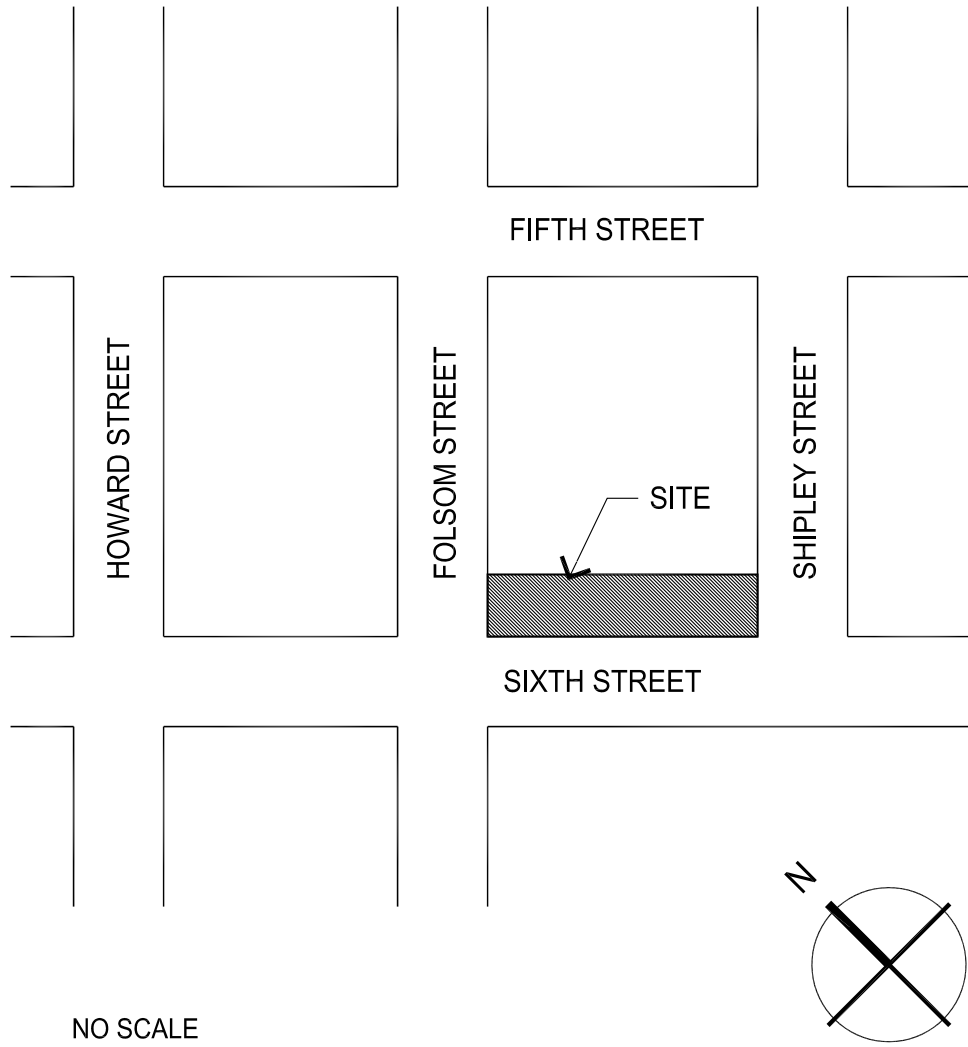 FIFTH STREET
HOWARD STREET
FOLSOM STREET
SHIPLEY STREET
SITE
SIXTH STREET
N
NO SCALE